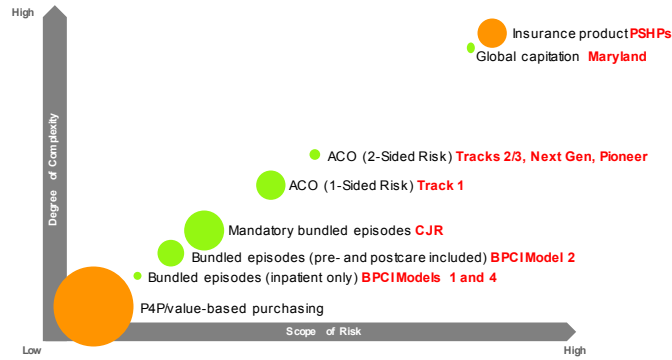 High
Insurance product PSHPs
Global capitation Maryland
ACO (2-Sided Risk) Tracks 2/3, Next Gen, Pioneer
ACO (1-Sided Risk) Track 1
Degree of Complexity
Mandatory bundled episodes CJR
Bundled episodes (pre- and postcare included) BPCI Model 2
Bundled episodes (inpatient only) BPCI Models 1 and 4
P4P/value-based purchasing
Scope of Risk
Low
High